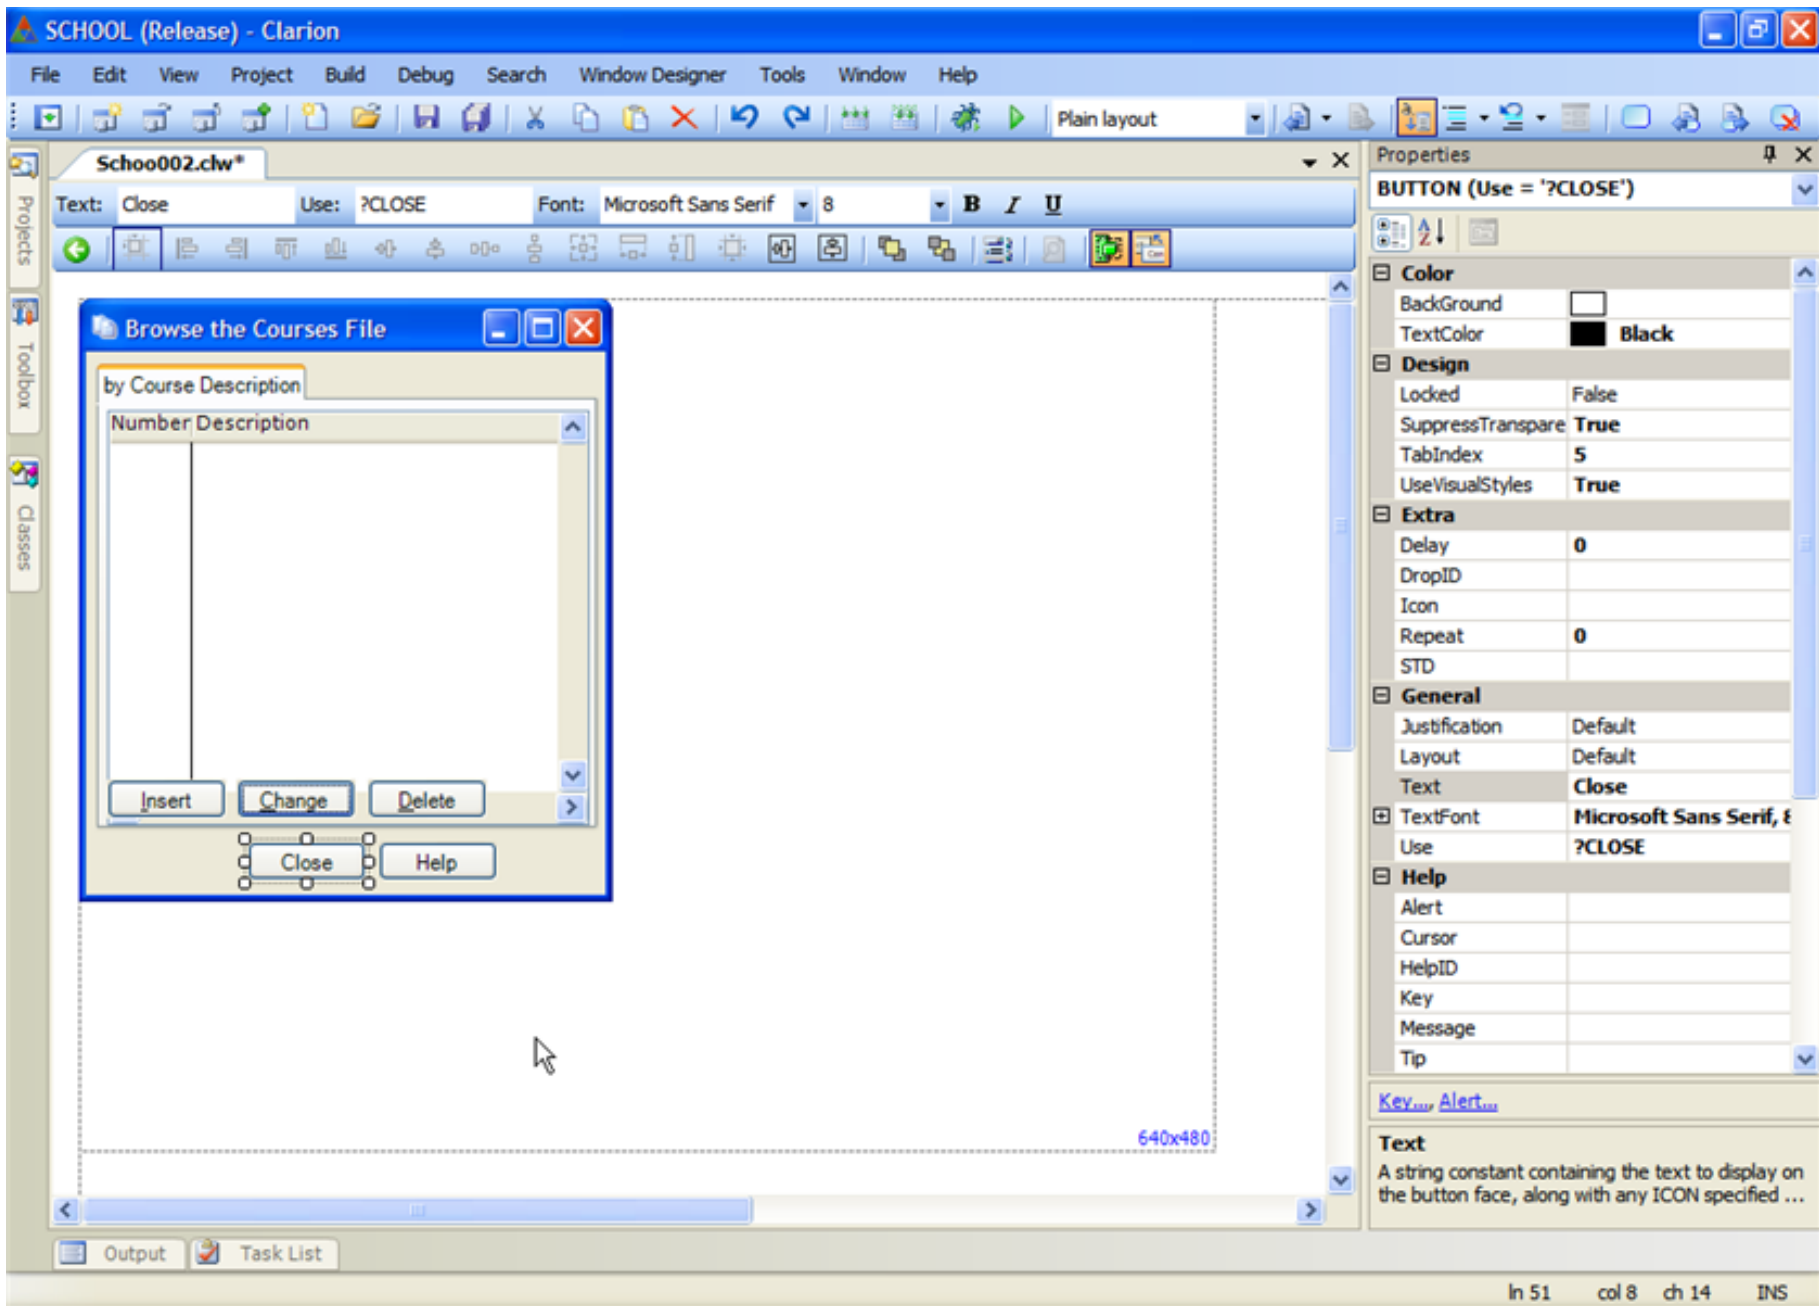 SCHOOL (Release) - Clarion
File Edit View Project Build Debug Search Window Designer Tools Window Help
Plain layout
Projects
Toolbox
Classes
Schoo002.clw*
Text: Close Use: ?CLOSE Font: Microsoft Sans Serif 8 B I U
Browse the Courses File
by Course Description
Number Description
Insert Change Delete
Close Help
640x480
Output Task List
Properties
BUTTON (Use = '?CLOSE')
Color
BackGround
TextColor Black
Design
Locked False
SuppressTranspare True
TabIndex 5
UseVisualStyles True
Extra
Delay 0
DropID
Icon
Repeat 0
STD
General
Justification Default
Layout Default
Text Close
TextFont Microsoft Sans Serif, 8
Use ?CLOSE
Help
Alert
Cursor
HelpID
Key
Message
Tip
Key..., Alert...
Text
A string constant containing the text to display on
the button face, along with any ICON specified ...
ln 51 col 8 ch 14 INS